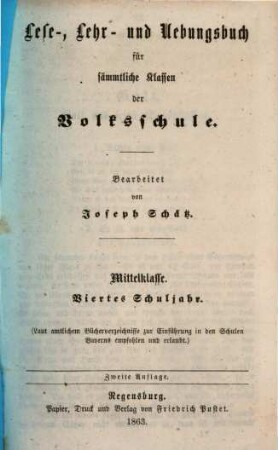 Lese-, Lehr- und Uebungsbuch
für
sämmtliche Klassen
der
Volksschule.
Bearbeitet
von
Joseph Schätz.
Mittelklasse.
Viertes Schuljahr.
(Laut amtlichem Bücherverzeichnisse zur Einführung in den Schulen
Bayerns empfohlen und erlaubt.)
Zweite Auflage.
Regensburg.
Papier, Druck und Verlag von Friedrich Pustet.
1863.